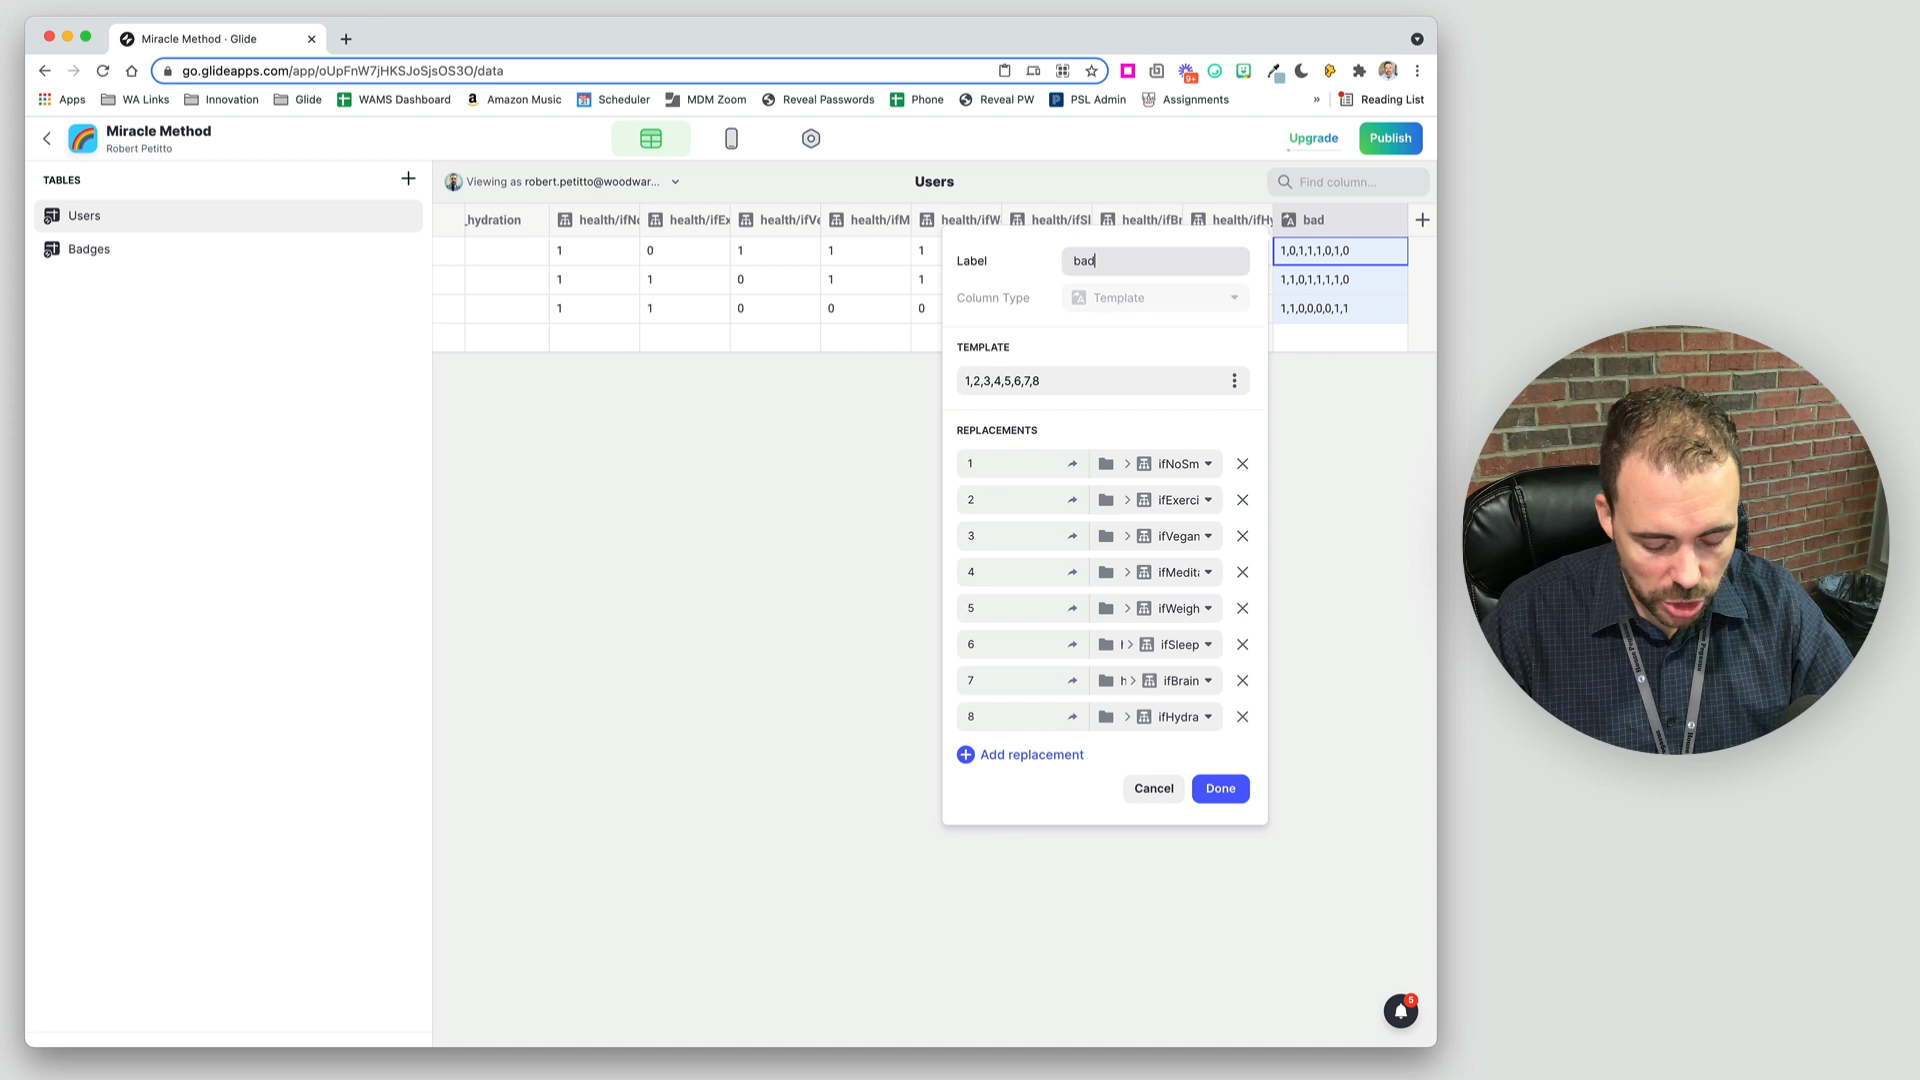 Miracle Method · Glide
go.glideapps.com/app/oUpFnW7jHKSJoSjsOS3O/data
9+
Apps
WA Links
Innovation
Glide
WAMS Dashboard
Amazon Music
Scheduler
MDM Zoom
Reveal Passwords
Phone
Reveal PW
PSL Admin
Assignments
»
Reading List
Miracle Method
Robert Petitto
Upgrade
Publish
TABLES
Users
Badges
Viewing as robert.petitto@woodwar...
Users
Find column...
_hydration
health/ifNo
health/ifEx
health/ifVe
health/ifM
health/ifW
health/ifSl
health/ifBr
health/ifHy
bad
1 0 1 1 1 1,0,1,1,1,0,1,0
1 1 0 1 1 1,1,0,1,1,1,1,0
1 1 0 0 0 1,1,0,0,0,0,1,1
Label
bad
Column Type
Template
TEMPLATE
1,2,3,4,5,6,7,8
REPLACEMENTS
1 ifNoSm
2 ifExerci
3 ifVegan
4 ifMedit
5 ifWeigh
6 ifSleep
7 h ifBrain
8 ifHydra
Add replacement
Cancel
Done
5